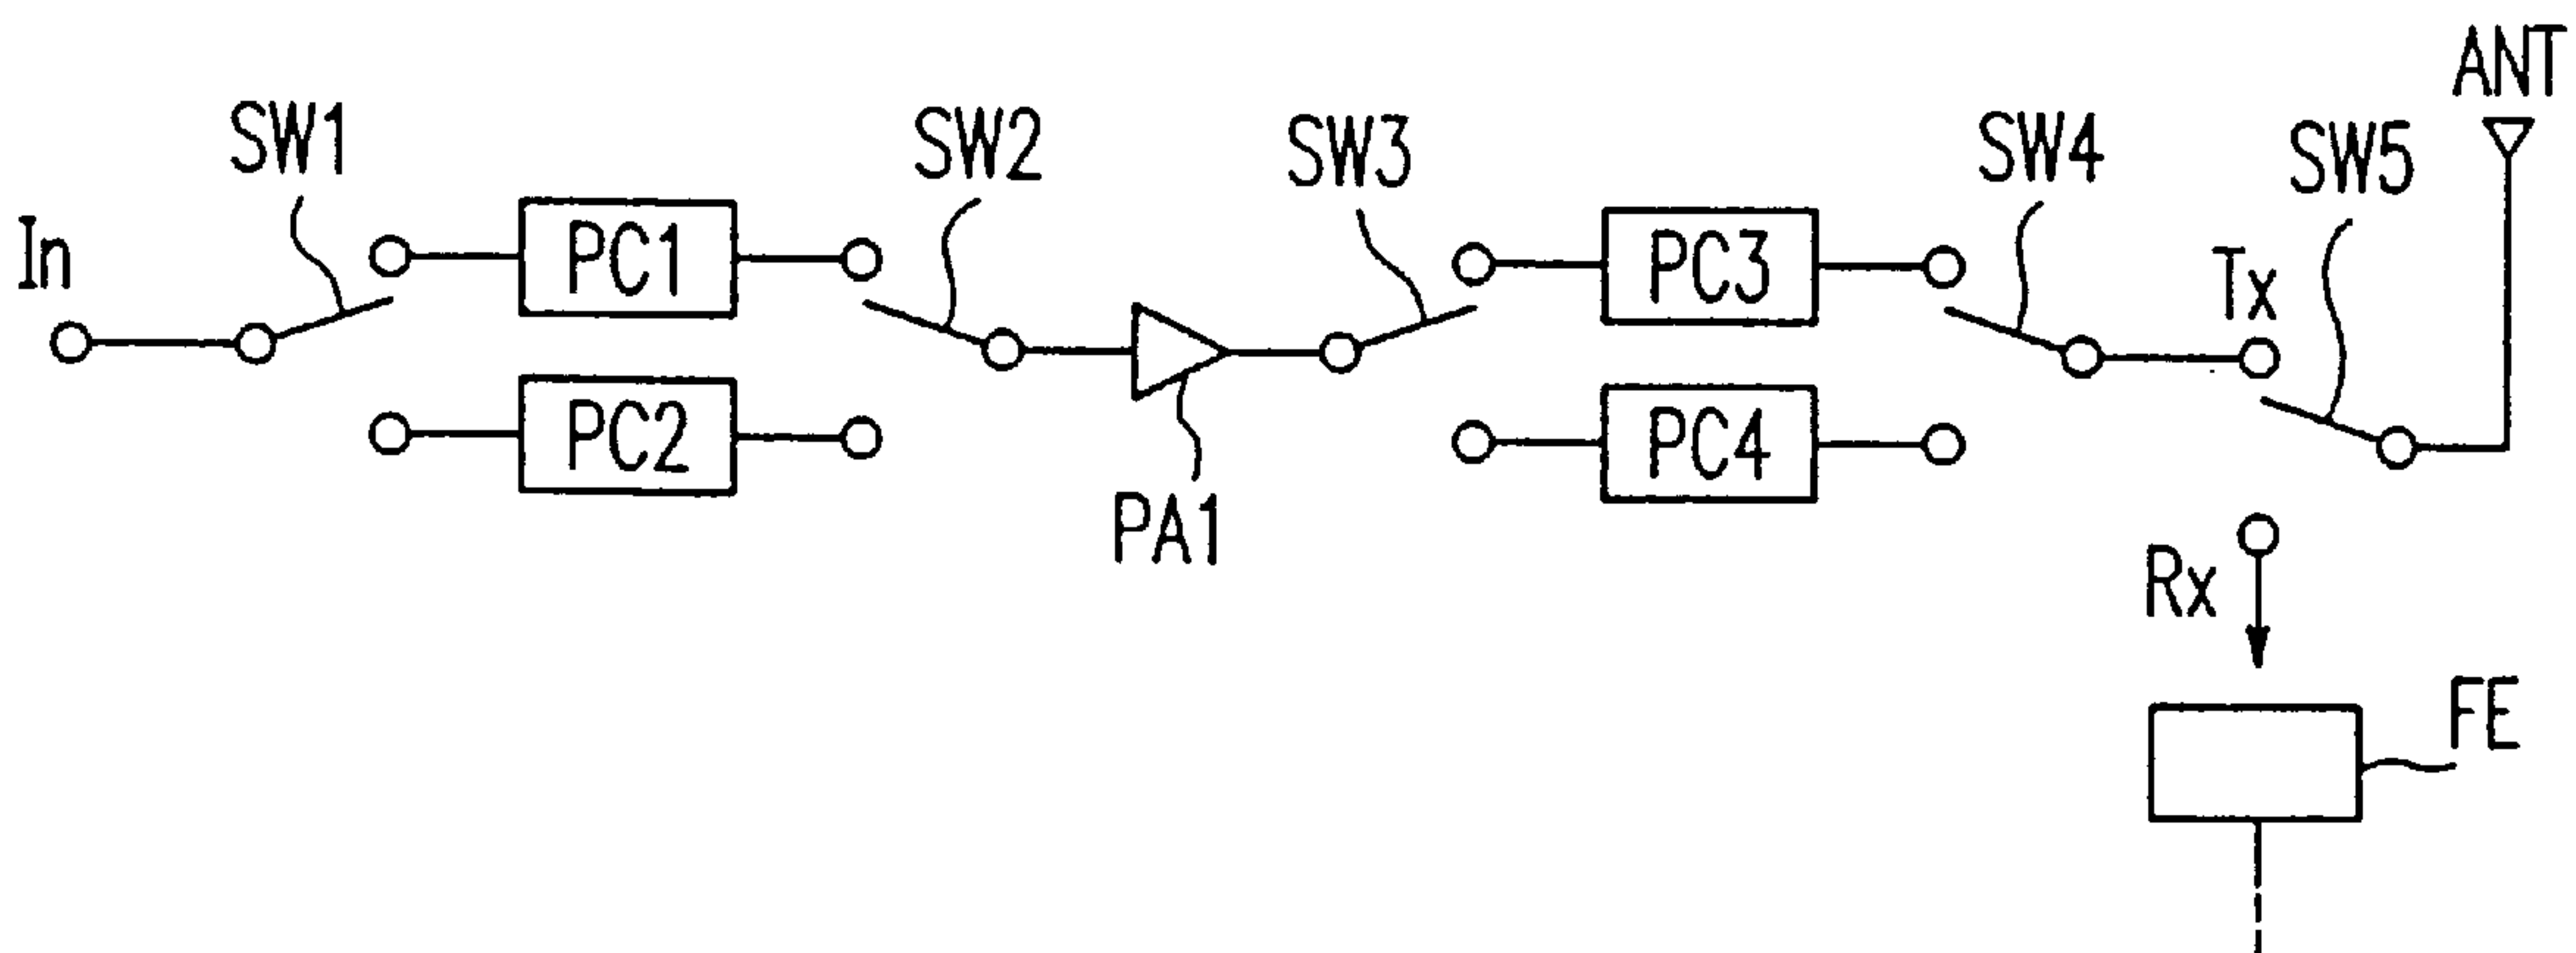 In
SW1
PC1
PC2
SW2
PA1
SW3
PC3
PC4
SW4
Tx
SW5
ANT
Rx
FE